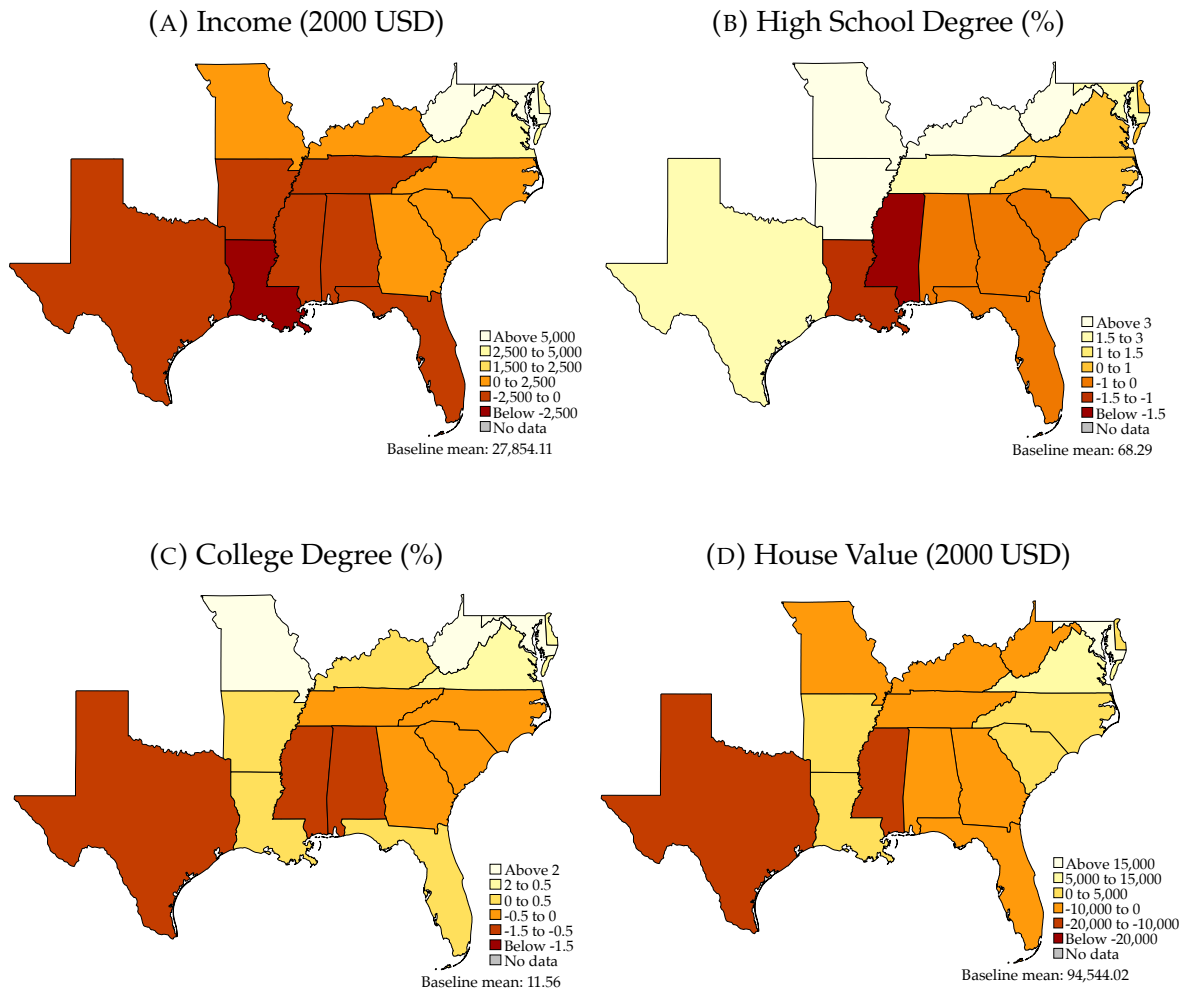 (A) Income (2000 USD)
Above 5,000
2,500 to 5,000
1,500 to 2,500
0 to 2,500
-2,500 to 0
Below -2,500
No data
Baseline mean: 27,854.11
(B) High School Degree (%)
Above 3
1.5 to 3
1 to 1.5
0 to 1
-1 to 0
-1.5 to -1
Below -1.5
No data
Baseline mean: 68.29
(C) College Degree (%)
Above 2
2 to 0.5
0 to 0.5
-0.5 to 0
-1.5 to -0.5
Below -1.5
No data
Baseline mean: 11.56
(D) House Value (2000 USD)
Above 15,000
5,000 to 15,000
0 to 5,000
-10,000 to 0
-20,000 to -10,000
Below -20,000
No data
Baseline mean: 94,544.02